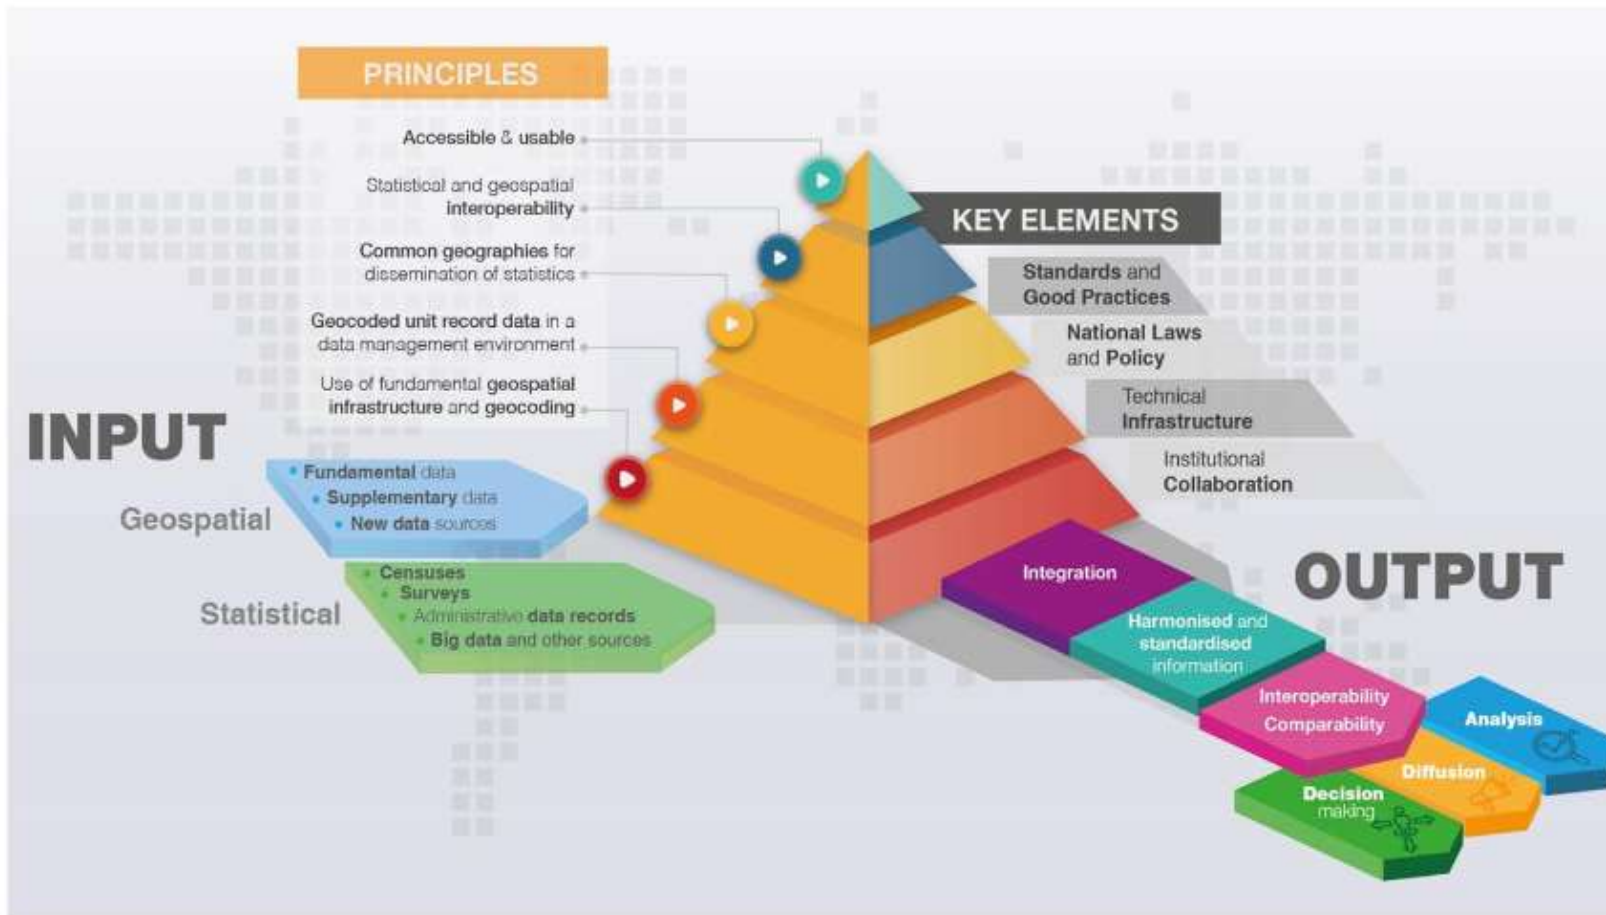 PRINCIPLES
Accessible & usable
Statistical and geospatial
interoperability
Common geographies for
dissemination of statistics
Geocoded unit record data in a
data management environment
Use of fundamental geospatial
infrastructure and geocoding
KEY ELEMENTS
Standards and
Good Practices
National Laws
and Policy
Technical
Infrastructure
Institutional
Collaboration
INPUT
Geospatial
• Fundamental data
• Supplementary data
• New data sources
Statistical
• Censuses
• Surveys
• Administrative data records
• Big data and other sources
OUTPUT
Integration
Harmonised and
standardised
information
Interoperability
Comparability
Analysis
Diffusion
Decision
making